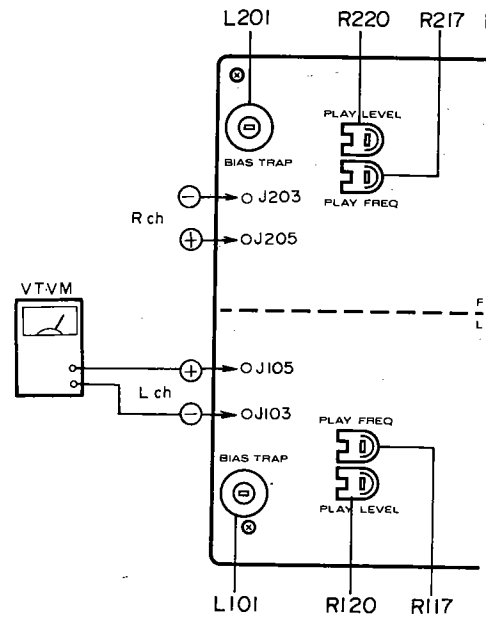 L201 R220 R217
PLAY LEVEL
BIAS TRAP
PLAY FREQ
− J203
R ch
+ J205
VTVM
+ J105
L ch
− J103
PLAY FREQ
BIAS TRAP
PLAY LEVEL
L101 R120 R117